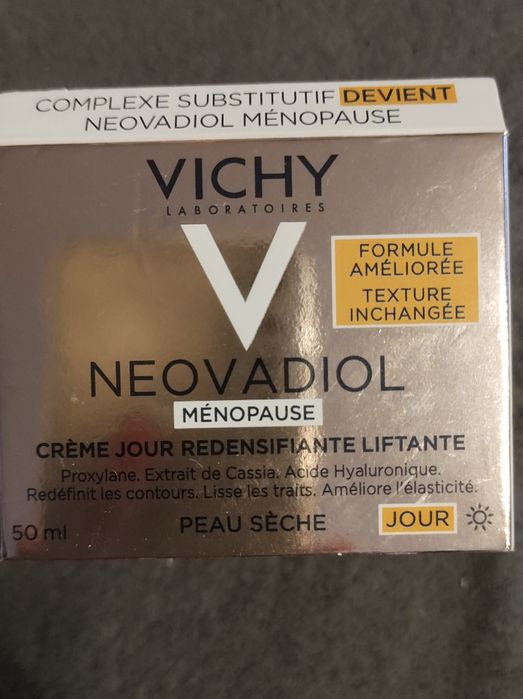 COMPLEXE SUBSTITUTIF DEVIENT
NEOVADIOL MÉNOPAUSE
VICHY
LABORATOIRES
V
FORMULE
AMÉLIORÉE
TEXTURE
INCHANGÉE
NEOVADIOL
MÉNOPAUSE
CRÈME JOUR REDENSIFIANTE LIFTANTE
Proxylane. Extrait de Cassia. Acide Hyaluronique.
Redéfinit les contours. Lisse les traits. Améliore l'élasticité.
50 ml PEAU SÈCHE JOUR